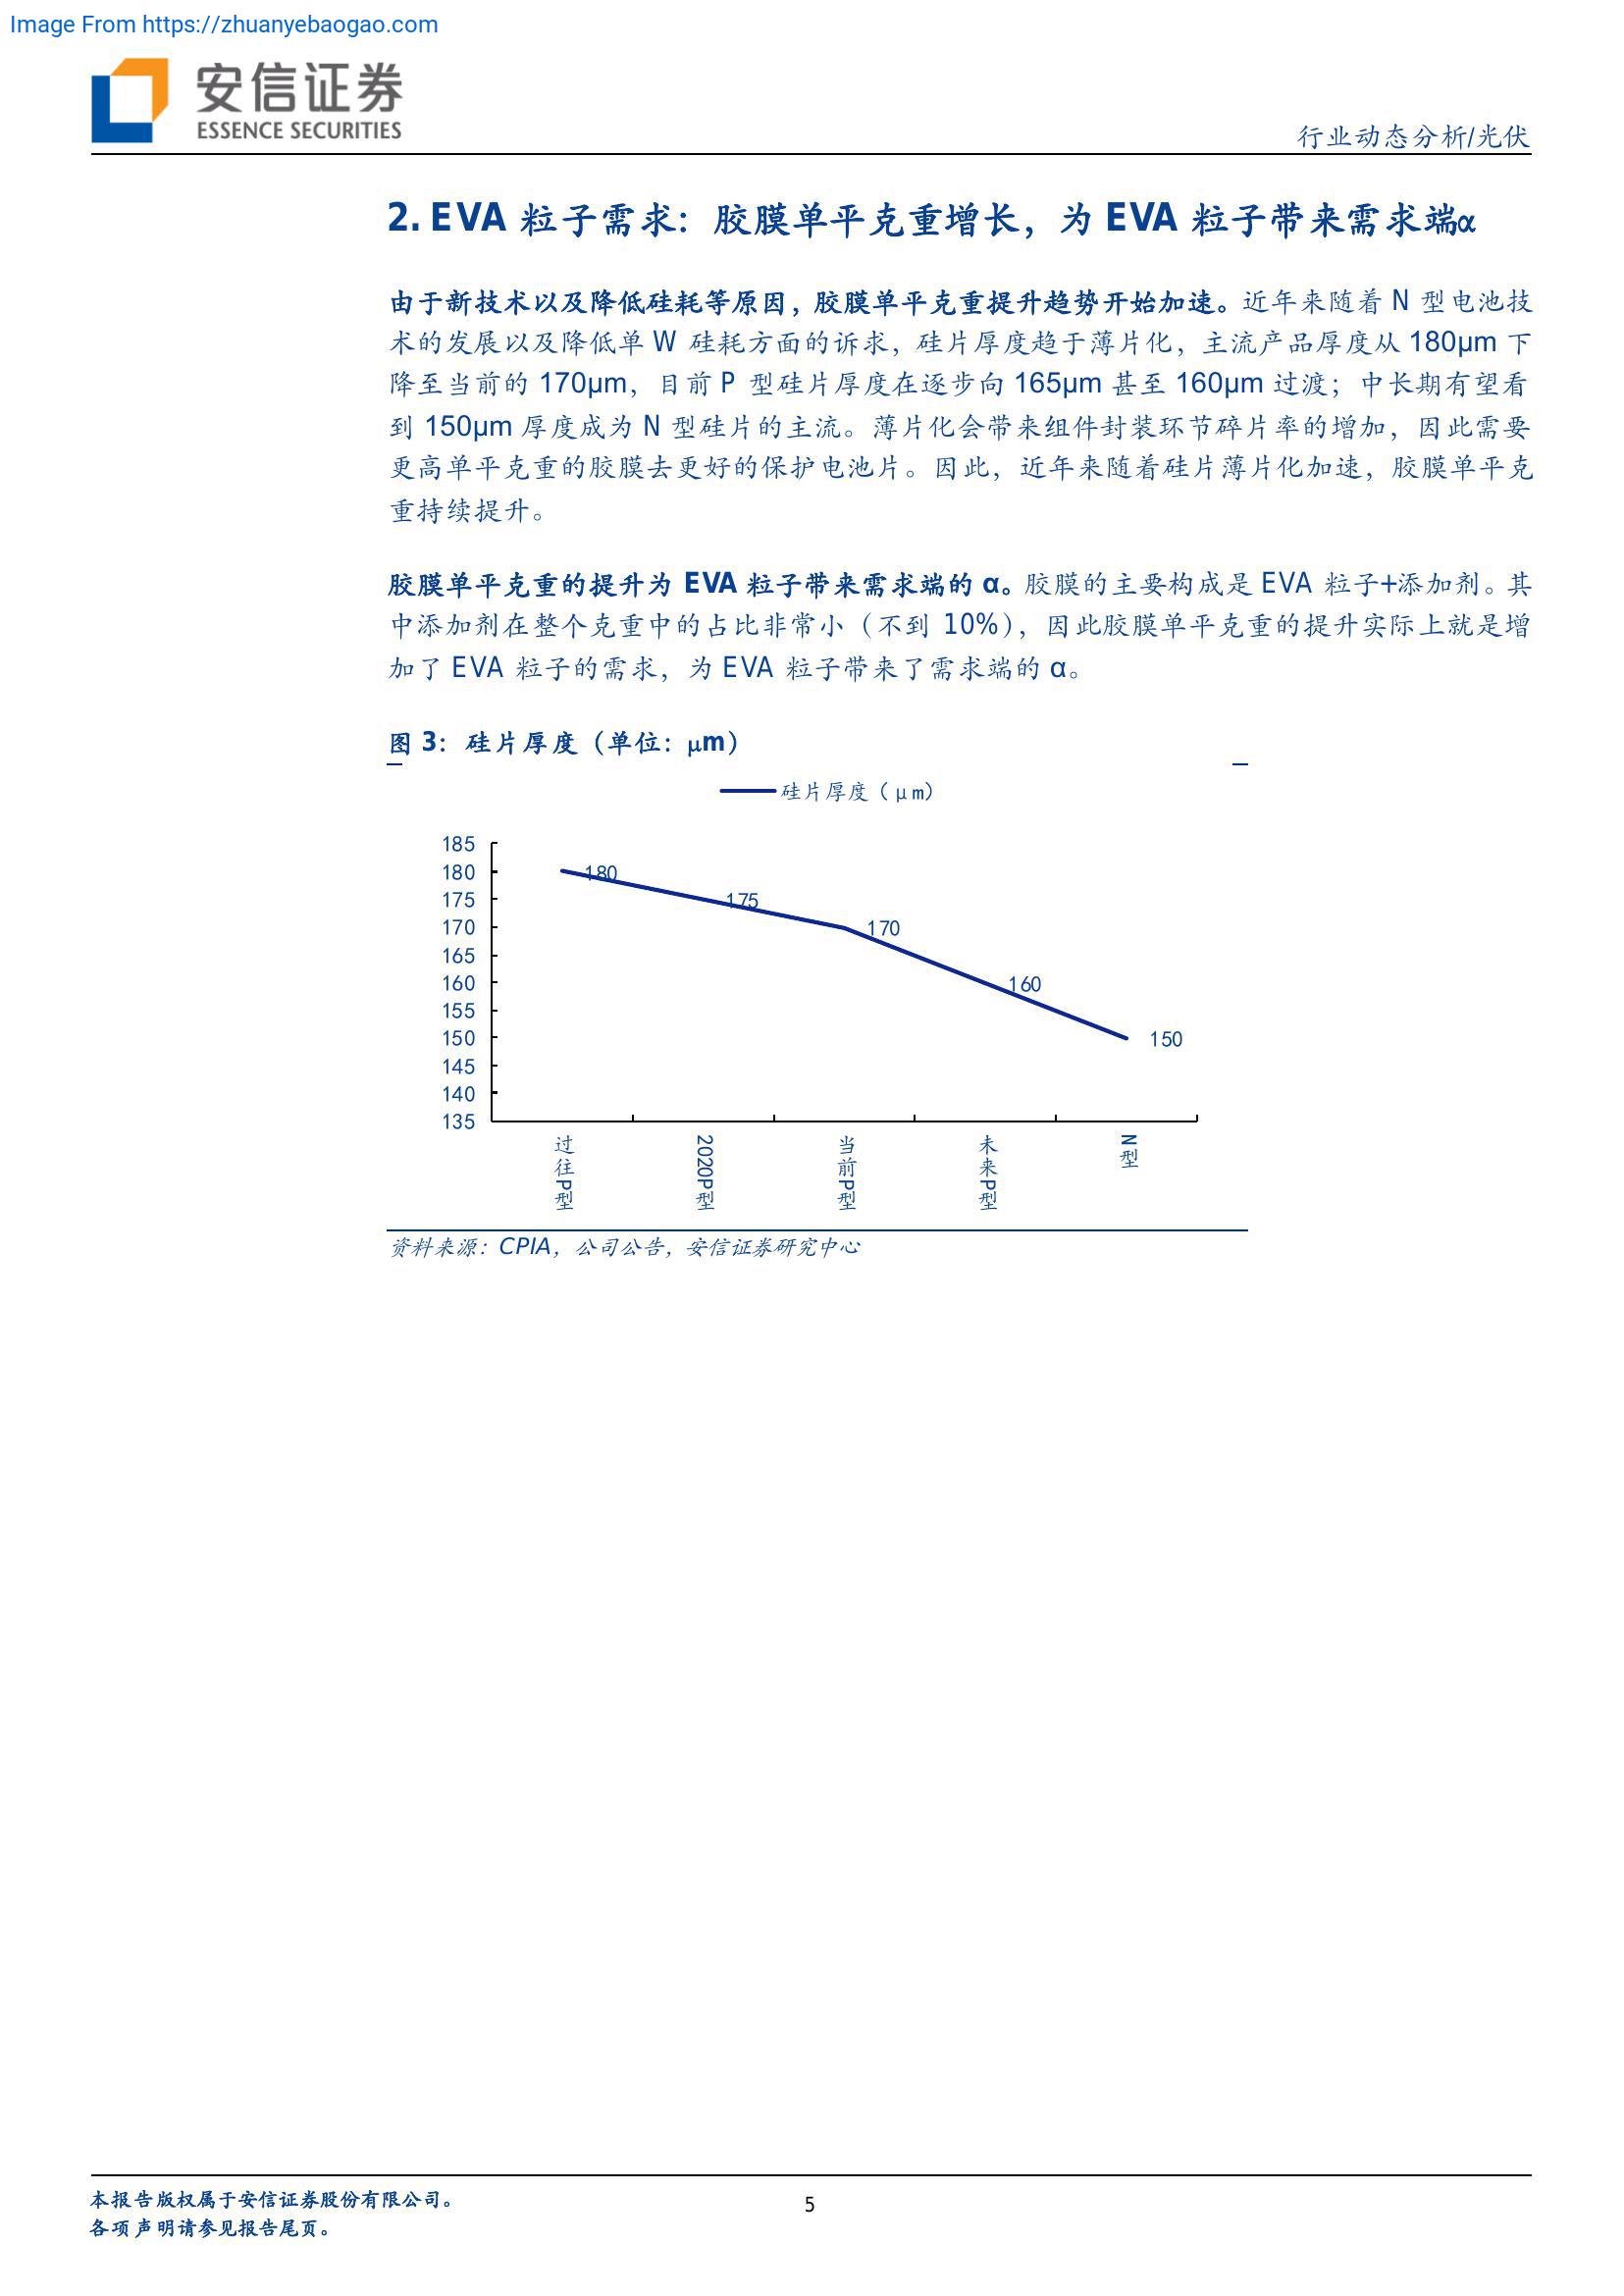 Image From https://zhuanyebaogao.com
安信证券
ESSENCE SECURITIES
行业动态分析/光伏
2. EVA 粒子需求：胶膜单平克重增长，为 EVA 粒子带来需求端α
由于新技术以及降低硅耗等原因，胶膜单平克重提升趋势开始加速。近年来随着 N 型电池技
术的发展以及降低单 W 硅耗方面的诉求，硅片厚度趋于薄片化，主流产品厚度从 180μm 下
降至当前的 170μm，目前 P 型硅片厚度在逐步向 165μm 甚至 160μm 过渡；中长期有望看
到 150μm 厚度成为 N 型硅片的主流。薄片化会带来组件封装环节碎片率的增加，因此需要
更高单平克重的胶膜去更好的保护电池片。因此，近年来随着硅片薄片化加速，胶膜单平克
重持续提升。
胶膜单平克重的提升为 EVA 粒子带来需求端的 α。胶膜的主要构成是 EVA 粒子+添加剂。其
中添加剂在整个克重中的占比非常小（不到 10%），因此胶膜单平克重的提升实际上就是增
加了 EVA 粒子的需求，为 EVA 粒子带来了需求端的 α。
图 3：硅片厚度（单位：μm）
硅片厚度（μm）
185
180
175
170
165
160
155
150
145
140
135
180
175
170
160
150
过往P型
2020P型
当前P型
未来P型
N型
资料来源：CPIA，公司公告，安信证券研究中心
本报告版权属于安信证券股份有限公司。
各项声明请参见报告尾页。
5